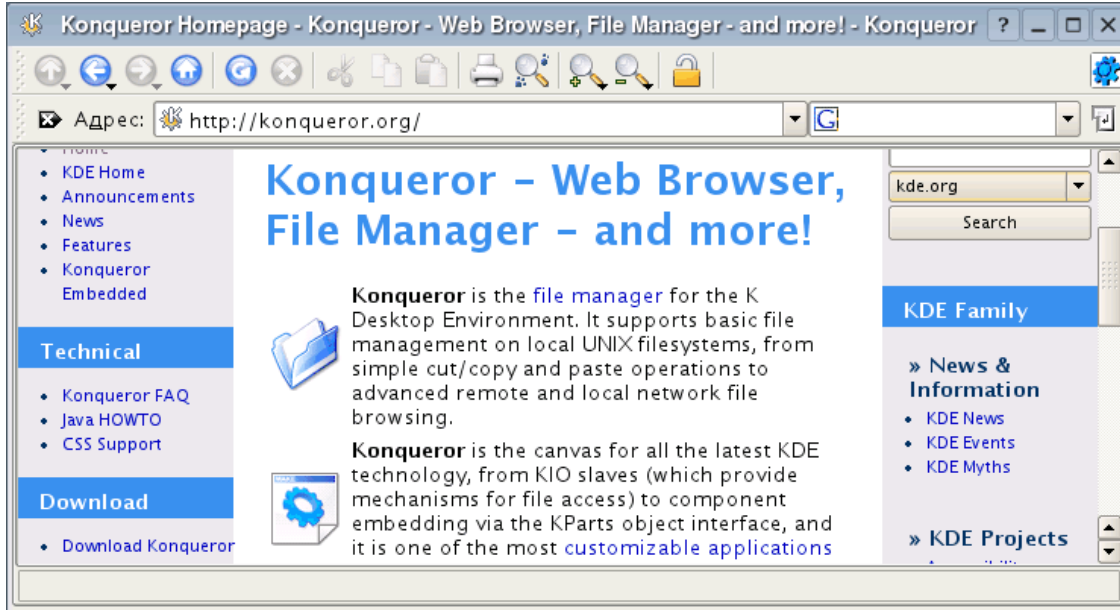 Konqueror Homepage - Konqueror - Web Browser, File Manager - and more! - Konqueror
Адрес: http://konqueror.org/
Home
KDE Home
Announcements
News
Features
Konqueror
Embedded
Technical
Konqueror FAQ
Java HOWTO
CSS Support
Download
Download Konqueror
Konqueror – Web Browser,
File Manager – and more!
Konqueror is the file manager for the K
Desktop Environment. It supports basic file
management on local UNIX filesystems, from
simple cut/copy and paste operations to
advanced remote and local network file
browsing.
Konqueror is the canvas for all the latest KDE
technology, from KIO slaves (which provide
mechanisms for file access) to component
embedding via the KParts object interface, and
it is one of the most customizable applications
kde.org
Search
KDE Family
» News &
Information
KDE News
KDE Events
KDE Myths
» KDE Projects